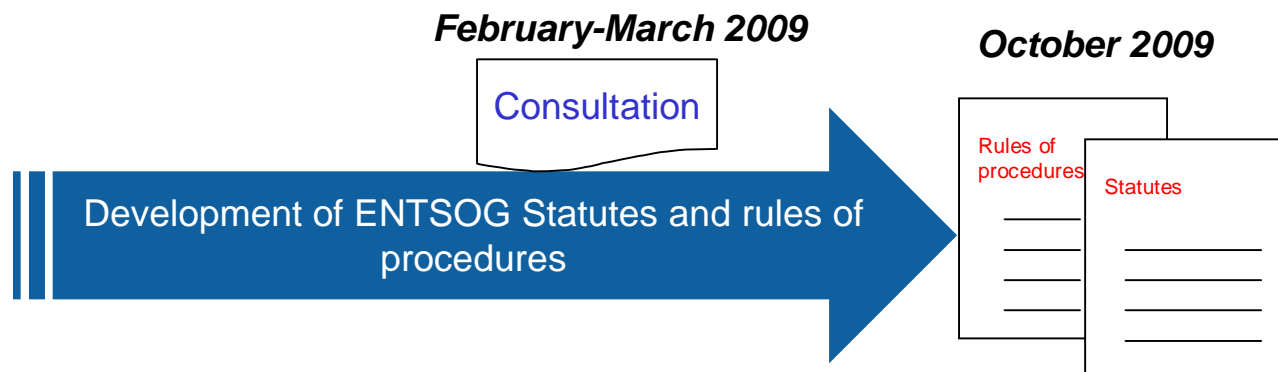 February-March 2009
October 2009
Consultation
Development of ENTSOG Statutes and rules of
procedures
Rules of
procedures
Statutes